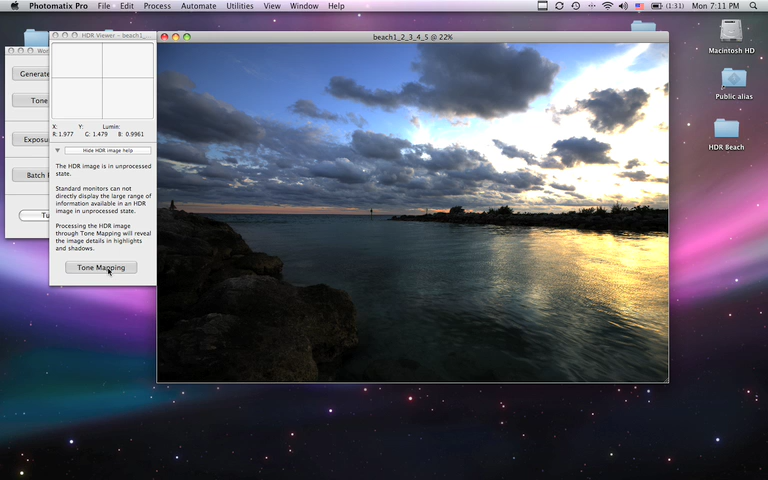 Photomatix Pro File Edit Process Automate Utilities View Window Help (1:31) Mon 7:11 PM
HDR Viewer - beach1_...
beach1_2_3_4_5 @ 22%
Wor
Generate
Tone
Exposu
Batch
Tu
X: Y: Lumin:
R: 1.977 G: 1.479 B: 0.9961
Hide HDR image help
The HDR image is in unprocessed
state.
Standard monitors can not
directly display the large range of
information available in an HDR
image in unprocessed state.
Processing the HDR image
through Tone Mapping will reveal
the image details in highlights
and shadows.
Tone Mapping
Macintosh HD
Public alias
HDR Beach